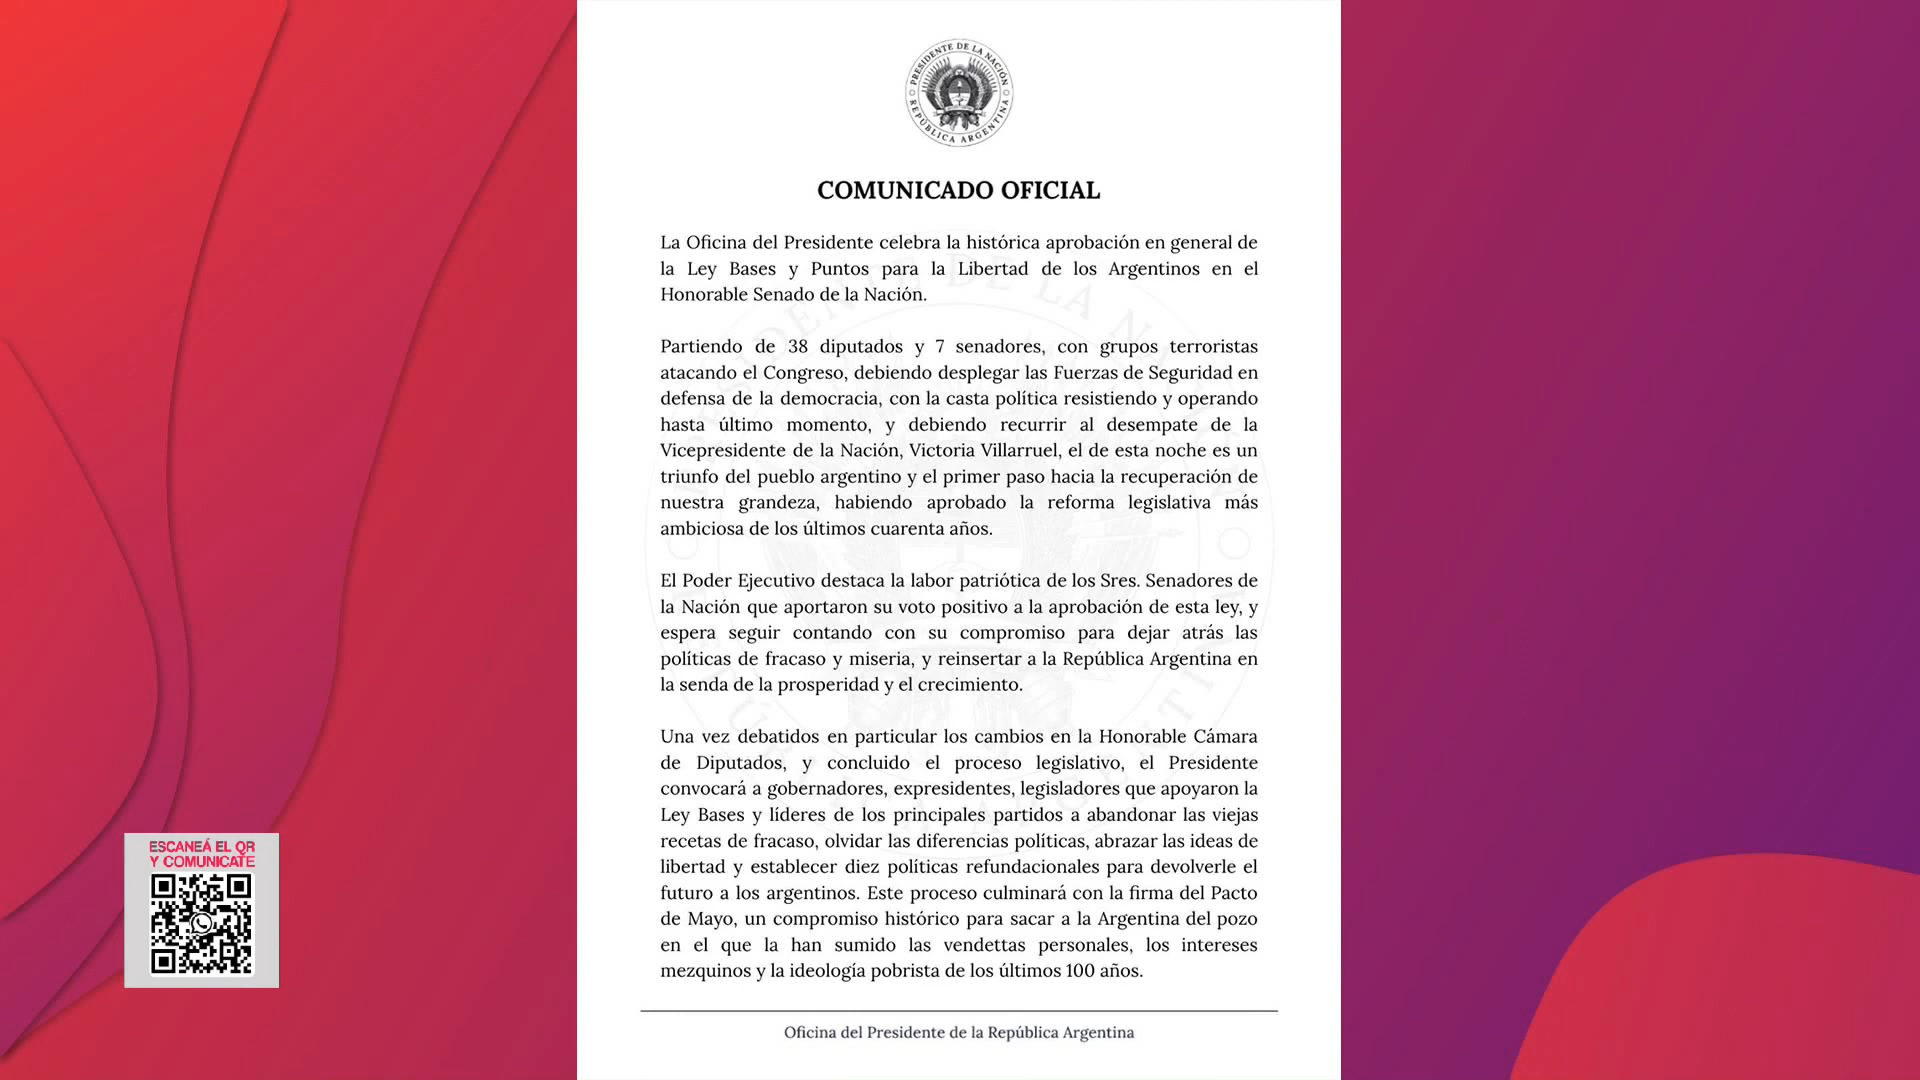 PRESIDENTE DE LA NACIÓN
REPÚBLICA ARGENTINA
COMUNICADO OFICIAL
La Oficina del Presidente celebra la histórica aprobación en general de
la Ley Bases y Puntos para la Libertad de los Argentinos en el
Honorable Senado de la Nación.
Partiendo de 38 diputados y 7 senadores, con grupos terroristas
atacando el Congreso, debiendo desplegar las Fuerzas de Seguridad en
defensa de la democracia, con la casta política resistiendo y operando
hasta último momento, y debiendo recurrir al desempate de la
Vicepresidente de la Nación, Victoria Villarruel, el de esta noche es un
triunfo del pueblo argentino y el primer paso hacia la recuperación de
nuestra grandeza, habiendo aprobado la reforma legislativa más
ambiciosa de los últimos cuarenta años.
El Poder Ejecutivo destaca la labor patriótica de los Sres. Senadores de
la Nación que aportaron su voto positivo a la aprobación de esta ley, y
espera seguir contando con su compromiso para dejar atrás las
políticas de fracaso y miseria, y reinsertar a la República Argentina en
la senda de la prosperidad y el crecimiento.
Una vez debatidos en particular los cambios en la Honorable Cámara
de Diputados, y concluido el proceso legislativo, el Presidente
convocará a gobernadores, expresidentes, legisladores que apoyaron la
Ley Bases y líderes de los principales partidos a abandonar las viejas
recetas de fracaso, olvidar las diferencias políticas, abrazar las ideas de
libertad y establecer diez políticas refundacionales para devolverle el
futuro a los argentinos. Este proceso culminará con la firma del Pacto
de Mayo, un compromiso histórico para sacar a la Argentina del pozo
en el que la han sumido las vendettas personales, los intereses
mezquinos y la ideología pobrista de los últimos 100 años.
Oficina del Presidente de la República Argentina
ESCANEÁ EL QR
Y COMUNICATE